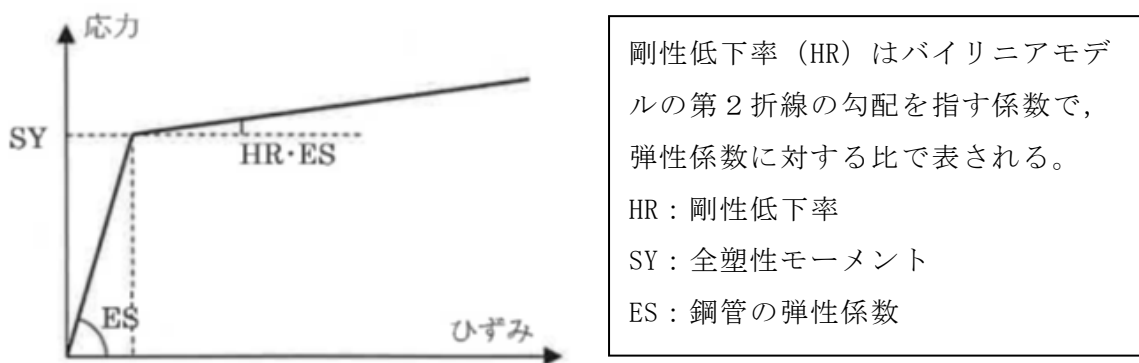 応力
SY
HR・ES
ES
ひずみ
剛性低下率（HR）はバイリニアモデ
ルの第２折線の勾配を指す係数で，
弾性係数に対する比で表される。
HR：剛性低下率
SY：全塑性モーメント
ES：鋼管の弾性係数